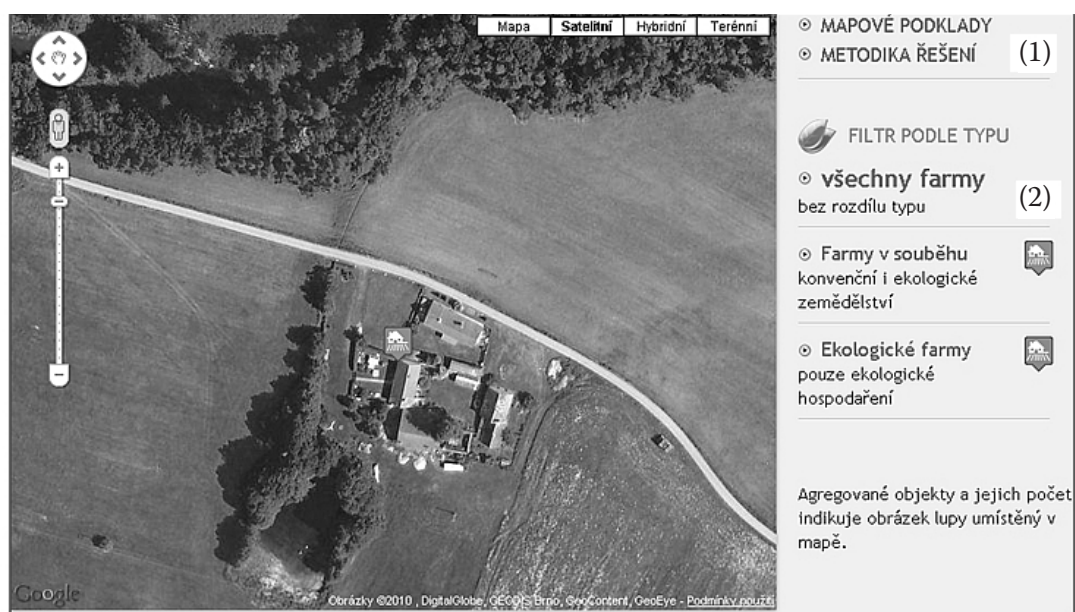 Mapa Satelitní Hybridní Terénní
MAPOVÉ PODKLADY
METODIKA ŘEŠENÍ (1)
FILTR PODLE TYPU
všechny farmy
bez rozdílu typu (2)
Farmy v souběhu
konvenční i ekologické
zemědělství
Ekologické farmy
pouze ekologické
hospodaření
Agregované objekty a jejich počet
indikuje obrázek lupy umístěný v
mapě.
Google
Obrázky ©2010 , DigitalGlobe, GEODIS Brno, GeoContent, GeoEye - Podmínky použití